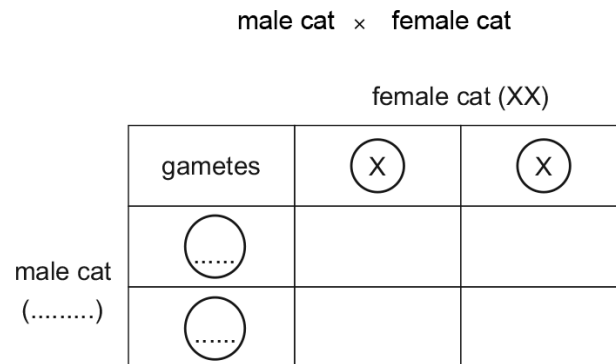 male cat × female cat
female cat (XX)
gametes X X
......
male cat
(.........)
......